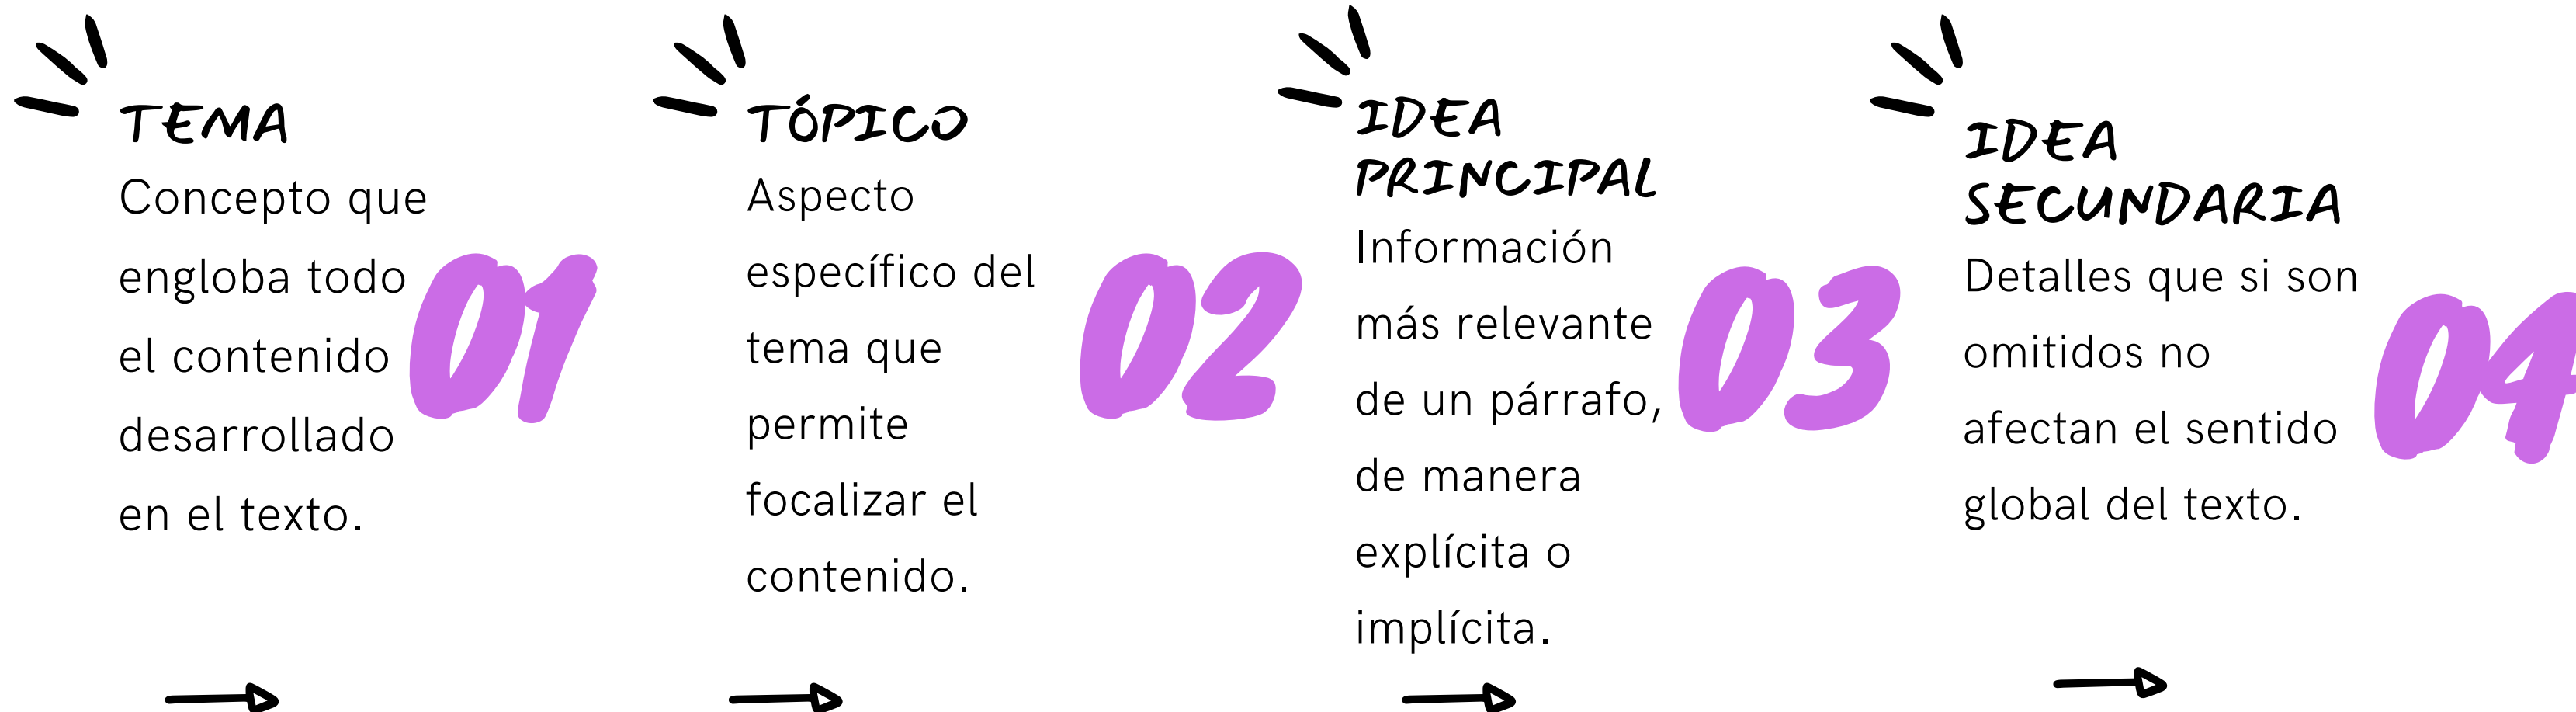 TEMA
Concepto que
engloba todo
el contenido
desarrollado
en el texto.
01
TÓPICO
Aspecto
específico del
tema que
permite
focalizar el
contenido.
02
IDEA
PRINCIPAL
Información
más relevante
de un párrafo,
de manera
explícita o
implícita.
03
IDEA
SECUNDARIA
Detalles que si son
omitidos no
afectan el sentido
global del texto.
04